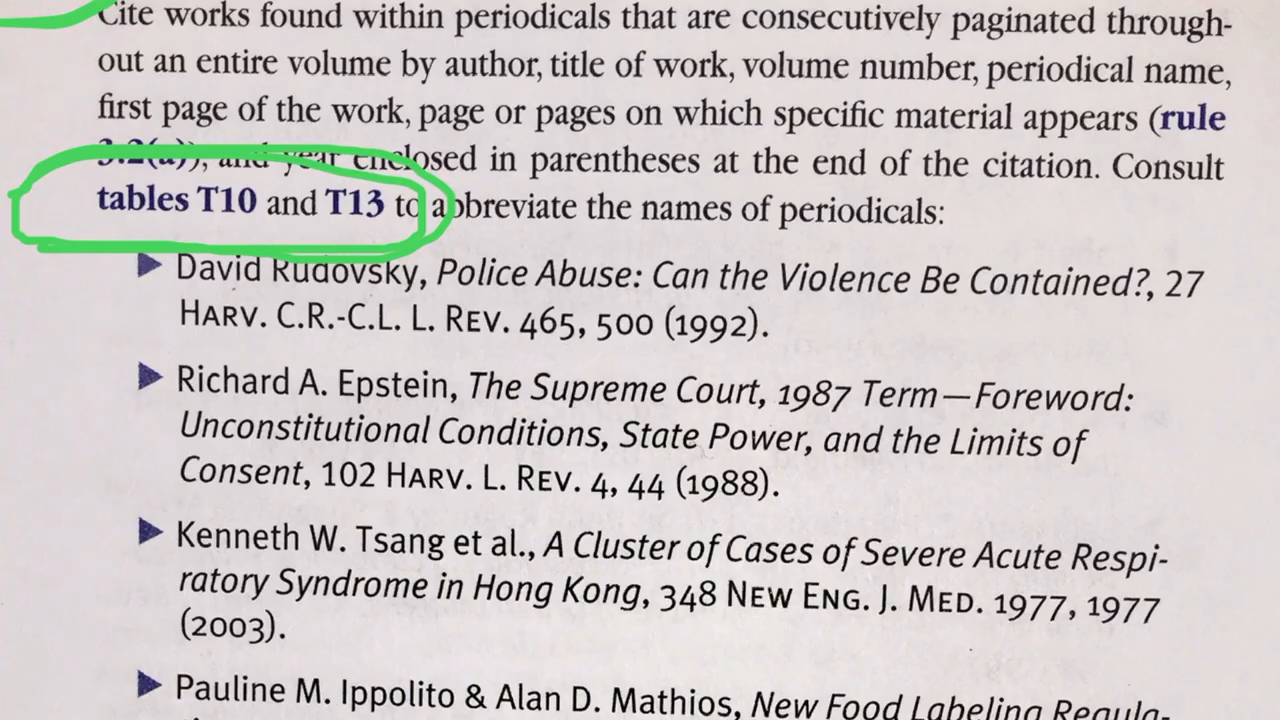 Cite works found within periodicals that are consecutively paginated through-
out an entire volume by author, title of work, volume number, periodical name,
first page of the work, page or pages on which specific material appears (rule
3.2(a)), and year enclosed in parentheses at the end of the citation. Consult
tables T10 and T13 to abbreviate the names of periodicals:
▶ David Rudovsky, Police Abuse: Can the Violence Be Contained?, 27
HARV. C.R.-C.L. L. REV. 465, 500 (1992).
▶ Richard A. Epstein, The Supreme Court, 1987 Term—Foreword:
Unconstitutional Conditions, State Power, and the Limits of
Consent, 102 HARV. L. REV. 4, 44 (1988).
▶ Kenneth W. Tsang et al., A Cluster of Cases of Severe Acute Respi-
ratory Syndrome in Hong Kong, 348 NEW ENG. J. MED. 1977, 1977
(2003).
▶ Pauline M. Ippolito & Alan D. Mathios, New Food Labeling Regula-